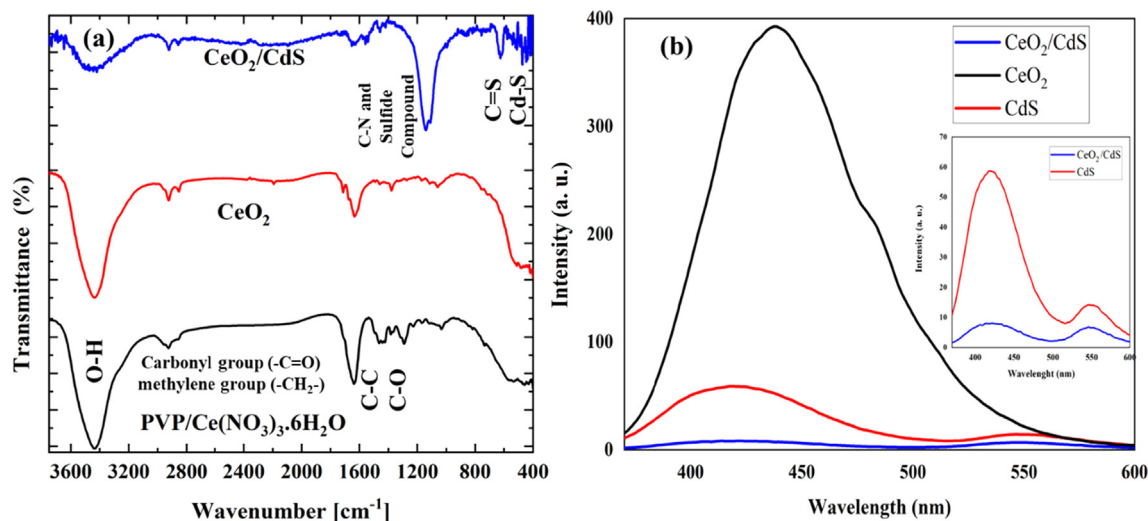 (a)
CeO2/CdS
C-N and
Sulfide
Compound
C=S
Cd-S
CeO2
O-H
Carbonyl group (-C=O)
methylene group (-CH2-)
C-C
C-O
PVP/Ce(NO3)3.6H2O
Transmittance (%)
3600 3200 2800 2400 2000 1600 1200 800 400
Wavenumber [cm-1]
(b)
CeO2/CdS
CeO2
CdS
Intensity (a. u.)
400
300
200
100
0
400 450 500 550 600
Wavelength (nm)
CeO2/CdS
CdS
Intensity (a. u.)
70
60
50
40
30
20
10
0
400 450 500 550 600
Wavelenght (nm)